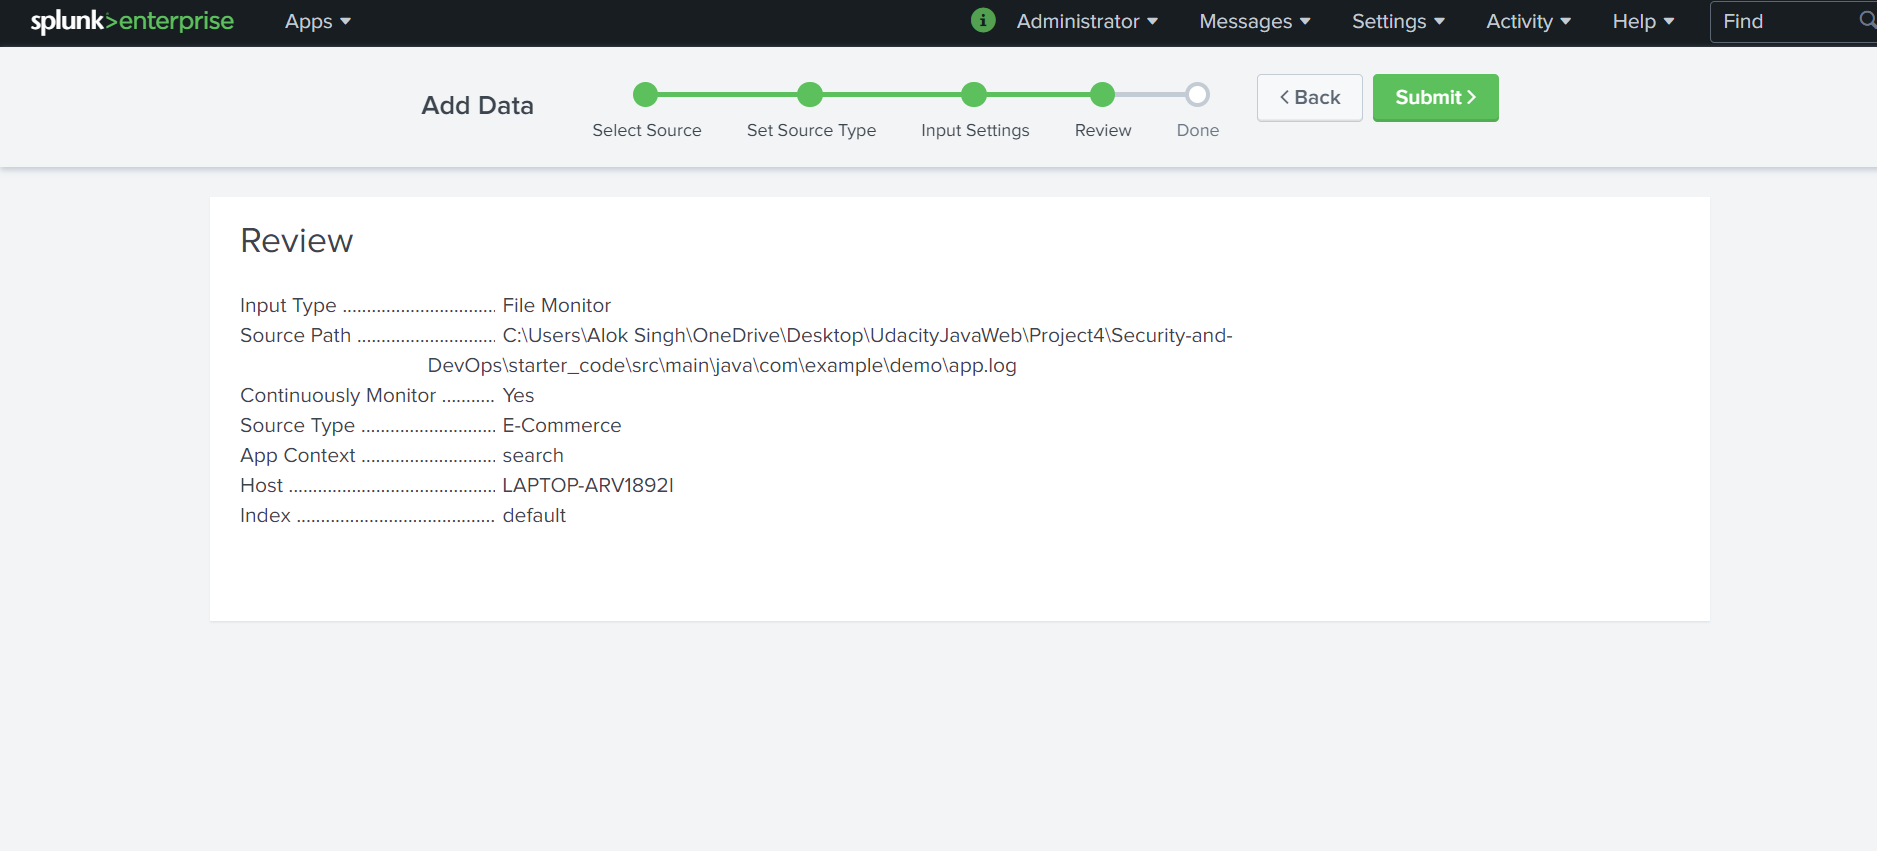 splunk>enterprise Apps i Administrator Messages Settings Activity Help Find
Add Data
Select Source Set Source Type Input Settings Review Done
< Back Submit >
Review
Input Type ................................ File Monitor
Source Path ............................. C:\Users\Alok Singh\OneDrive\Desktop\UdacityJavaWeb\Project4\Security-and-
DevOps\starter_code\src\main\java\com\example\demo\app.log
Continuously Monitor ........... Yes
Source Type ............................ E-Commerce
App Context ............................ search
Host ........................................... LAPTOP-ARV1892I
Index ......................................... default